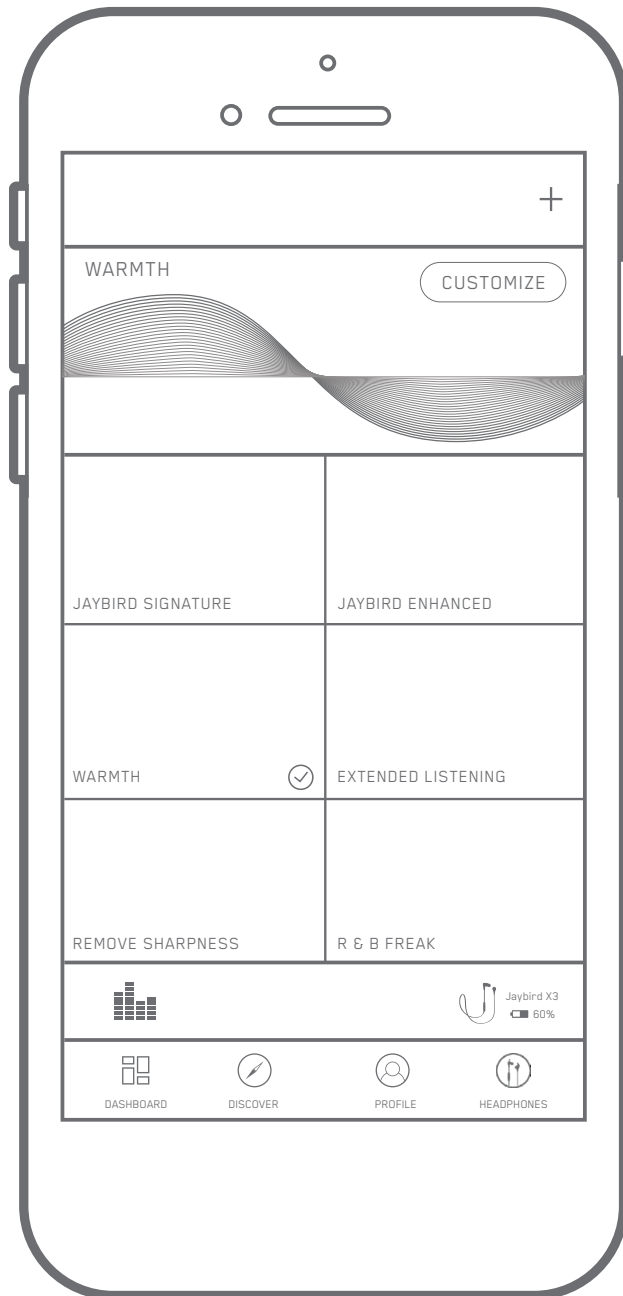 WARMTH
CUSTOMIZE
JAYBIRD SIGNATURE
JAYBIRD ENHANCED
WARMTH
EXTENDED LISTENING
REMOVE SHARPNESS
R & B FREAK
Jaybird X3
60%
DASHBOARD
DISCOVER
PROFILE
HEADPHONES